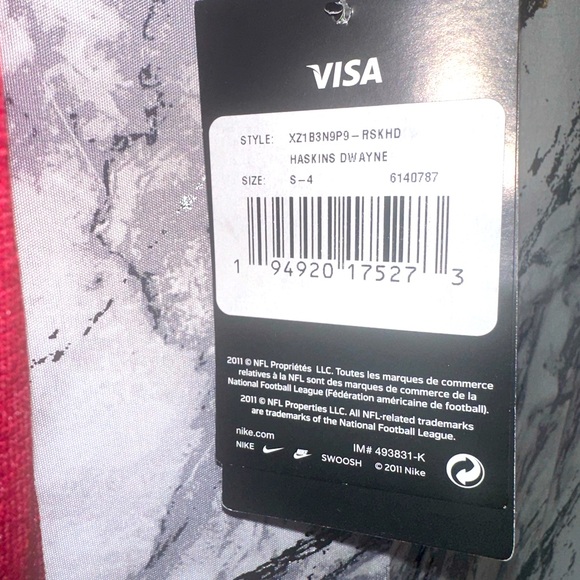 VISA
STYLE: XZ1B3N9P9-RSKHD
HASKINS DWAYNE
SIZE: S-4 6140787
1 94920 17527 3
2011 © NFL Propriétés LLC. Toutes les marques de commerce
relatives à la NFL sont des marques de commerce de la
National Football League (Fédération américaine de football).
2011 © NFL Properties LLC. All NFL-related trademarks
are trademarks of the National Football League.
nike.com
IM# 493831-K
NIKE SWOOSH © 2011 Nike